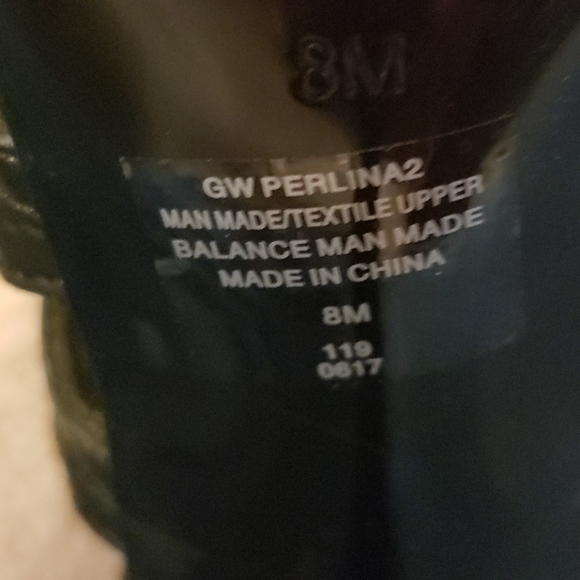 8M
GW PERLINA2
MAN MADE/TEXTILE UPPER
BALANCE MAN MADE
MADE IN CHINA
8M
119
0617